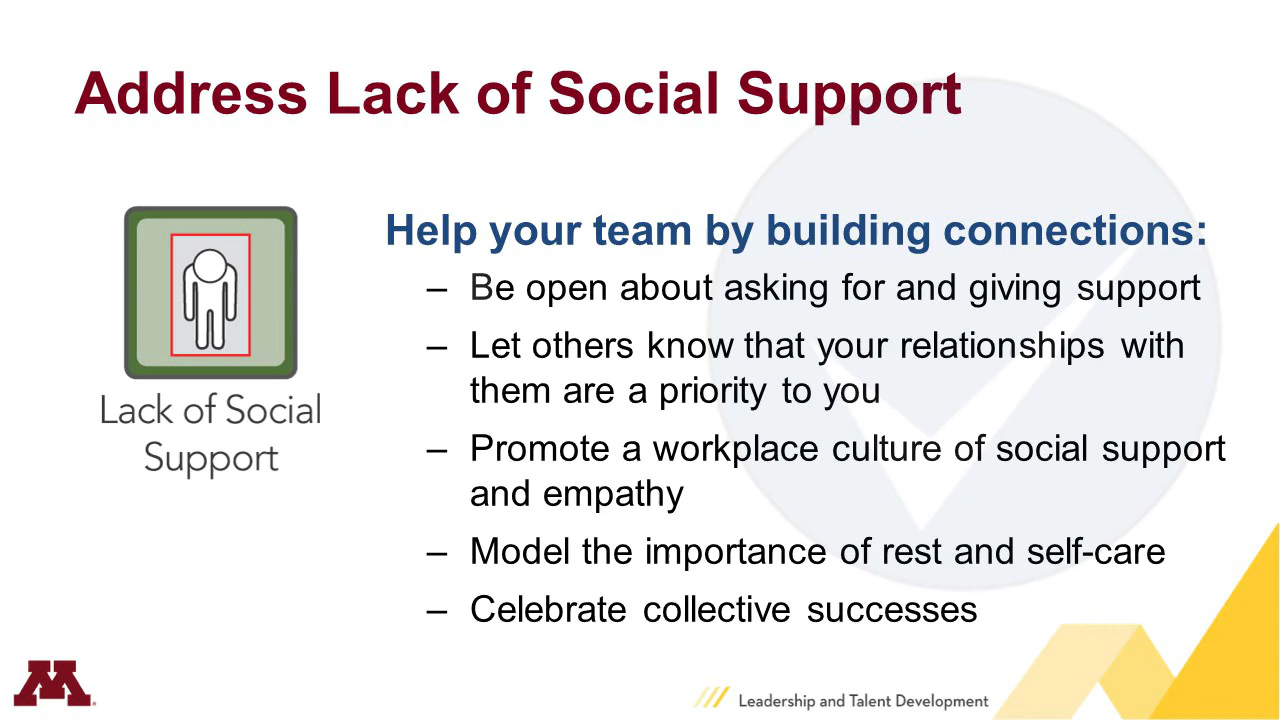 Address Lack of Social Support
Lack of Social
Support
Help your team by building connections:
– Be open about asking for and giving support
– Let others know that your relationships with
them are a priority to you
– Promote a workplace culture of social support
and empathy
– Model the importance of rest and self-care
– Celebrate collective successes
M
Leadership and Talent Development